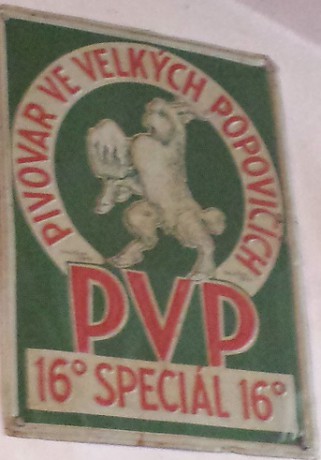 PIVOVAR VE VELKÝCH POPOVICÍCH
PVP
16° SPECIÁL 16°